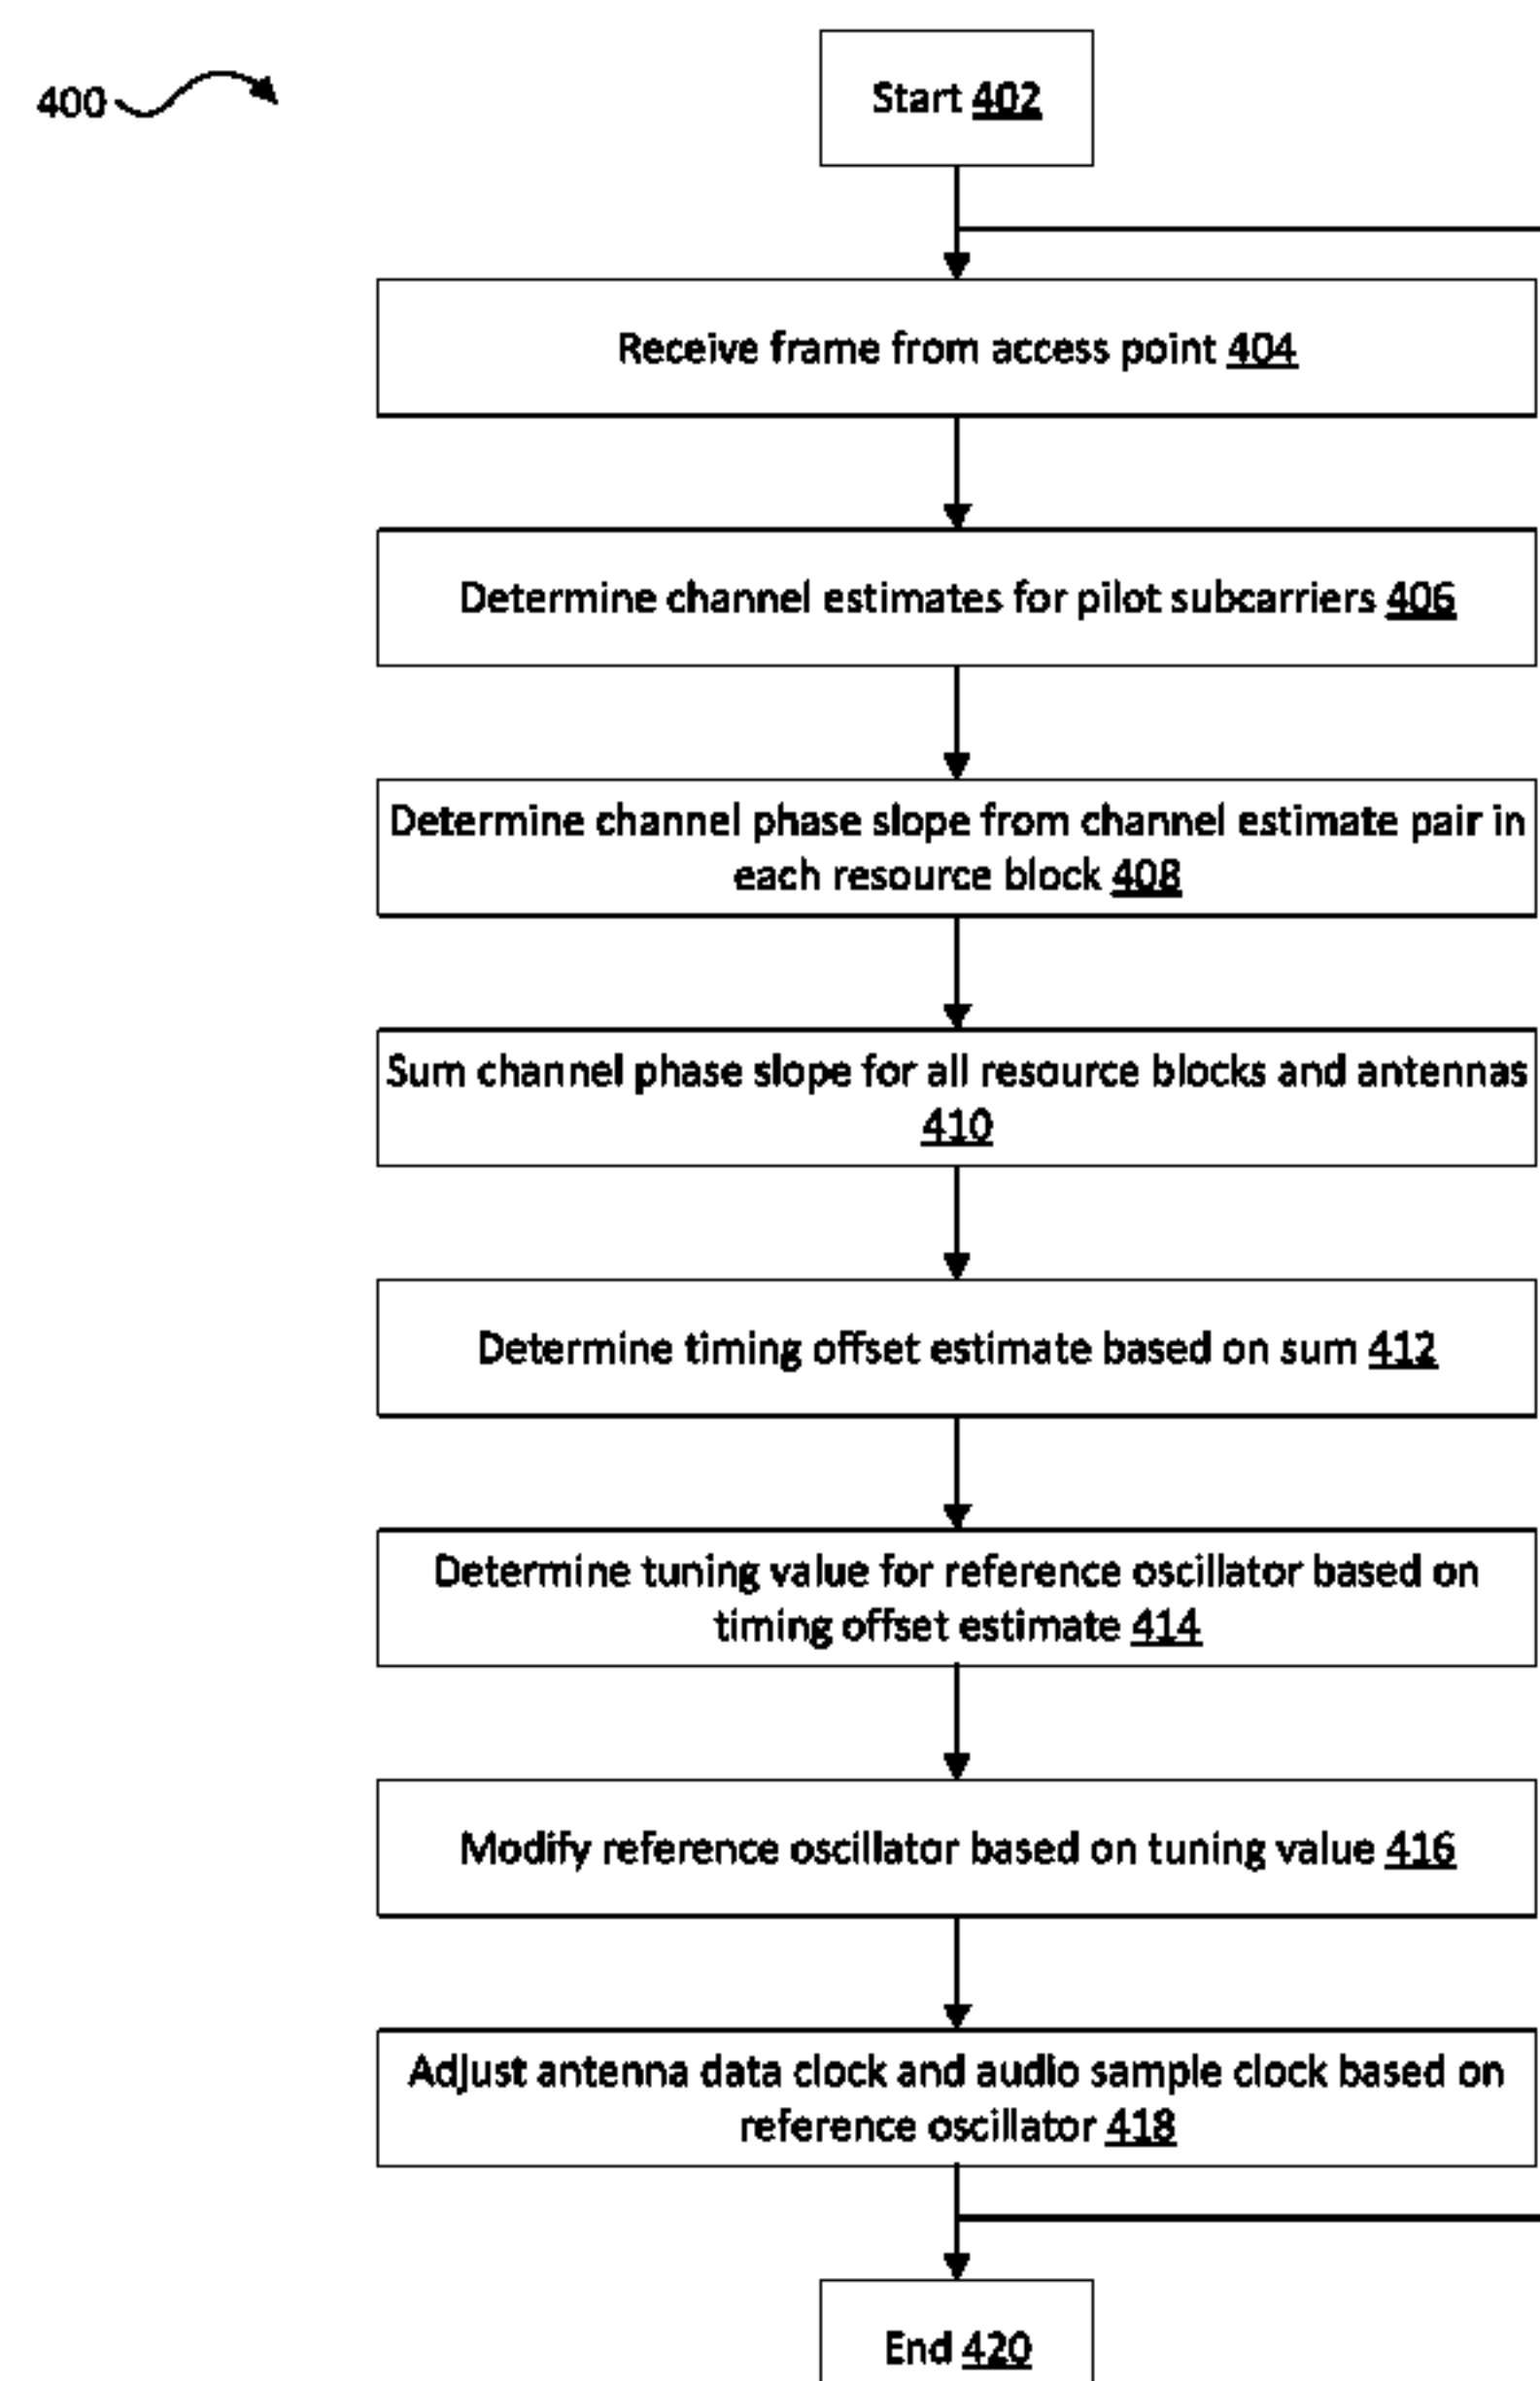 400
Start 402
Receive frame from access point 404
Determine channel estimates for pilot subcarriers 406
Determine channel phase slope from channel estimate pair in
each resource block 408
Sum channel phase slope for all resource blocks and antennas
410
Determine timing offset estimate based on sum 412
Determine tuning value for reference oscillator based on
timing offset estimate 414
Modify reference oscillator based on tuning value 416
Adjust antenna data clock and audio sample clock based on
reference oscillator 418
End 420